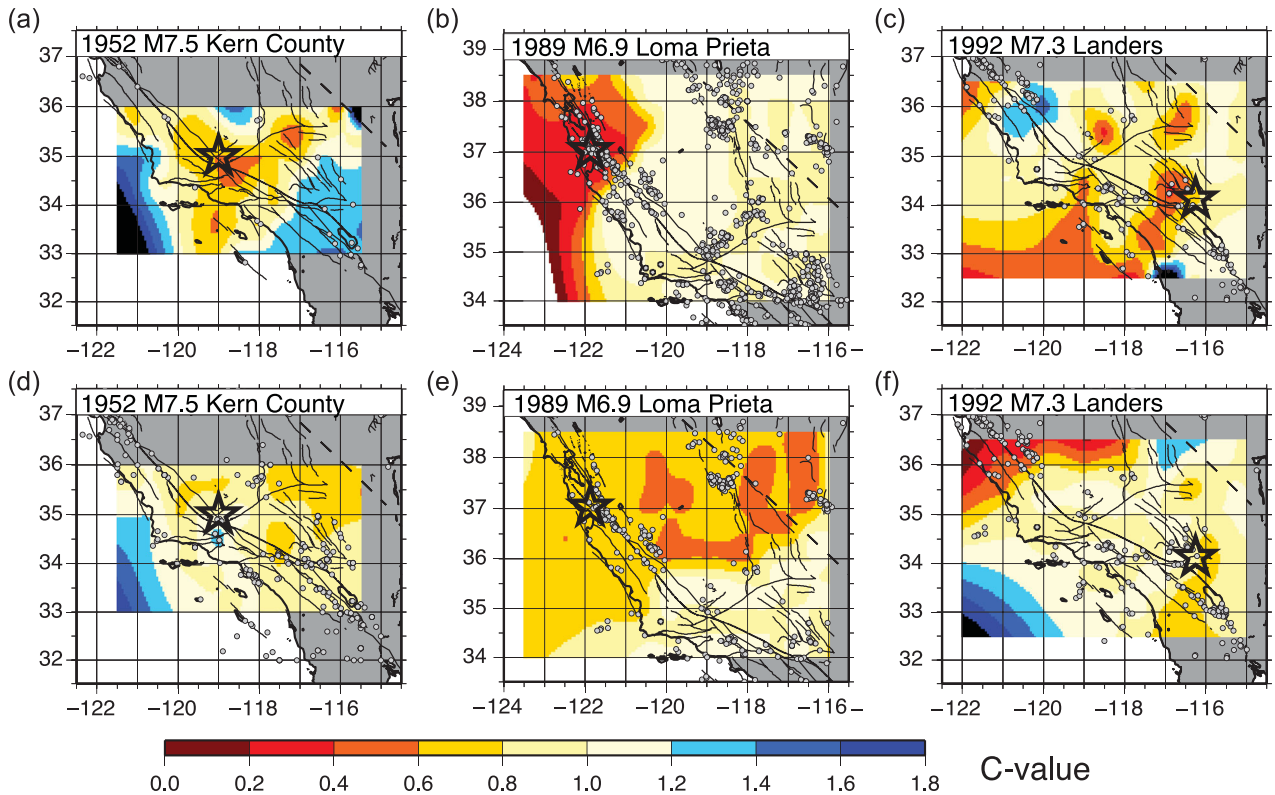 (a)
1952 M7.5 Kern County
37
36
35
34
33
32
−122 −120 −118 −116
(b)
1989 M6.9 Loma Prieta
39
38
37
36
35
34
−124 −122 −120 −118 −116 −
(c)
1992 M7.3 Landers
37
36
35
34
33
32
−122 −120 −118 −116
(d)
1952 M7.5 Kern County
37
36
35
34
33
32
−122 −120 −118 −116
(e)
1989 M6.9 Loma Prieta
39
38
37
36
35
34
−124 −122 −120 −118 −116 −
(f)
1992 M7.3 Landers
37
36
35
34
33
32
−122 −120 −118 −116
0.0 0.2 0.4 0.6 0.8 1.0 1.2 1.4 1.6 1.8
C-value